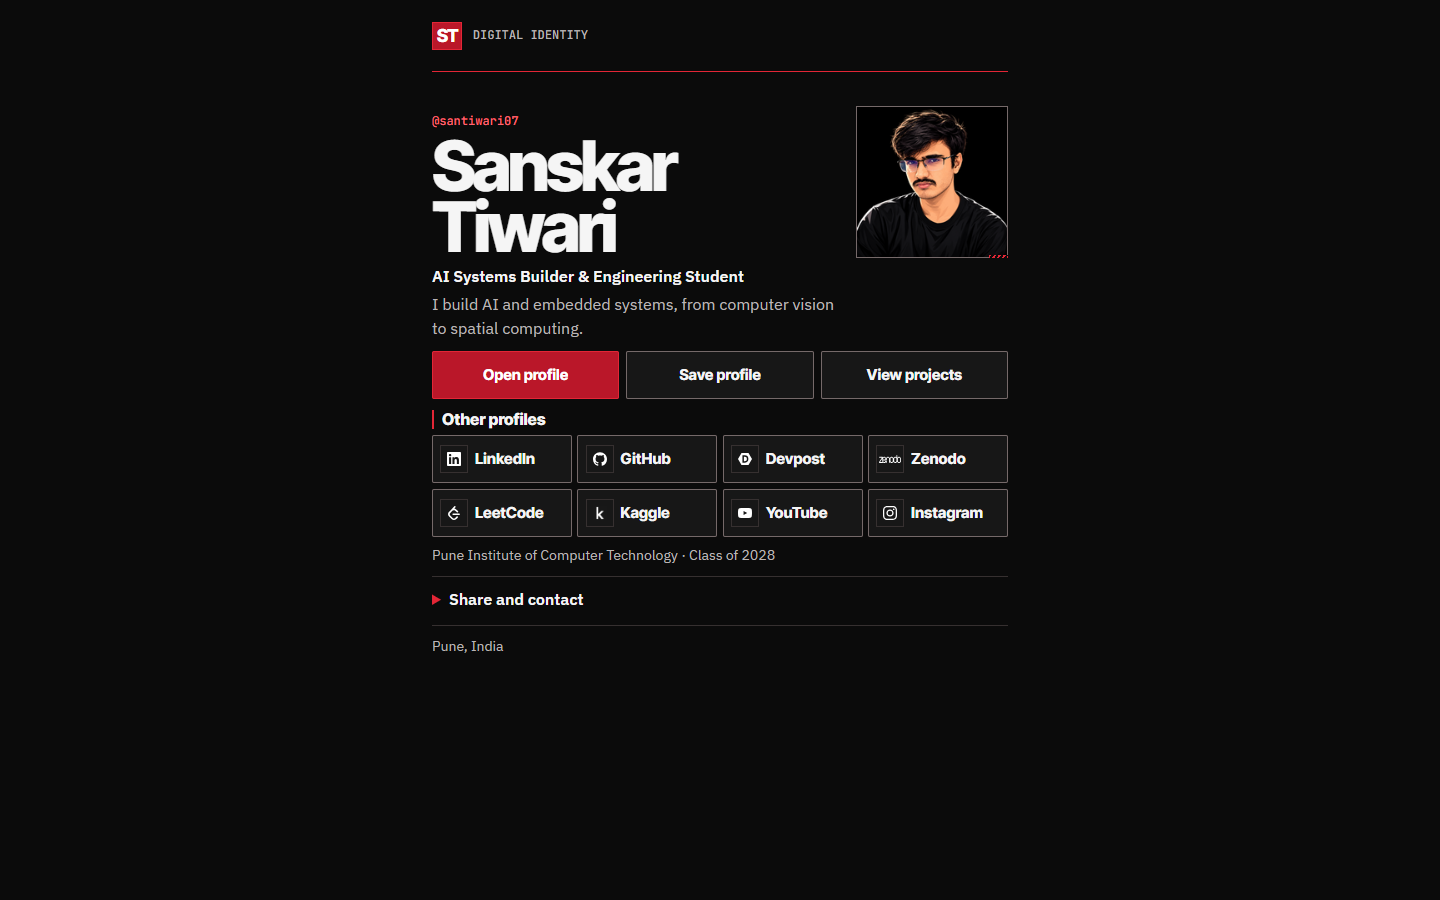 ST DIGITAL IDENTITY
@santiwari07
Sanskar
Tiwari
AI Systems Builder & Engineering Student
I build AI and embedded systems, from computer vision
to spatial computing.
Open profile Save profile View projects
Other profiles
LinkedIn GitHub Devpost zenodo Zenodo
LeetCode Kaggle YouTube Instagram
Pune Institute of Computer Technology · Class of 2028
Share and contact
Pune, India